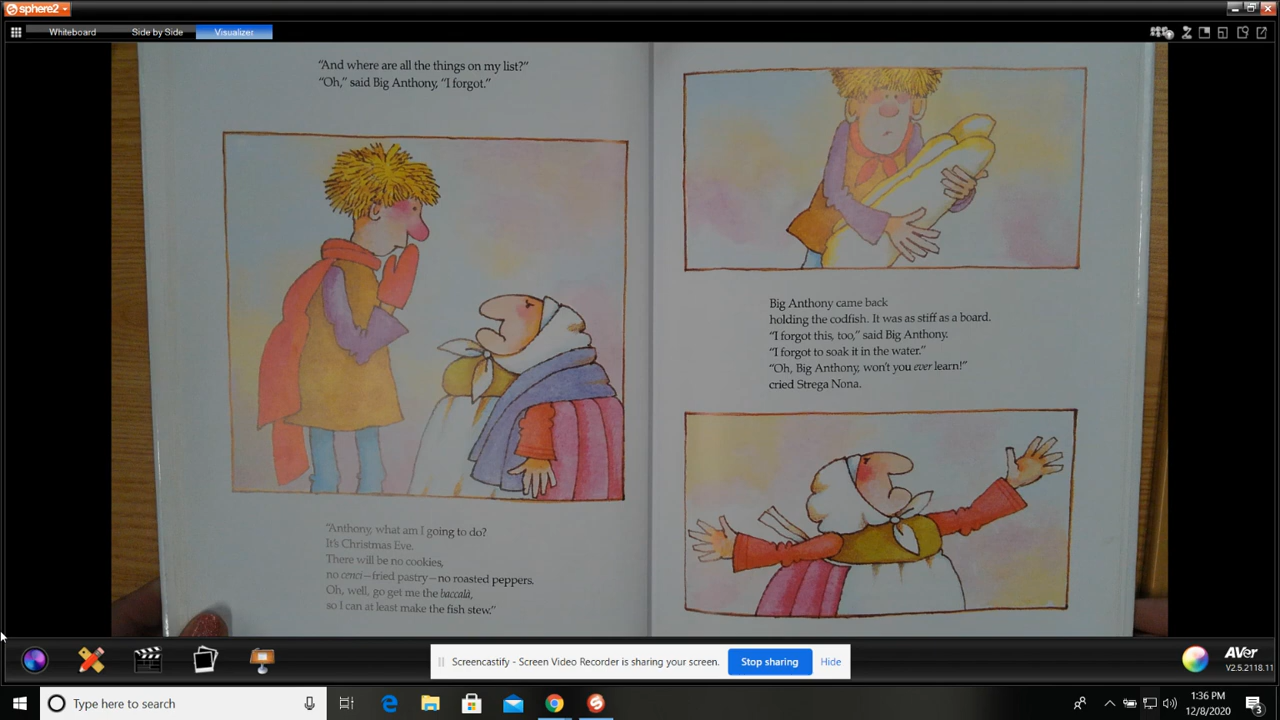 sphere2
Whiteboard
Side by Side
Visualizer
"And where are all the things on my list?"
"Oh," said Big Anthony, "I forgot."
"Anthony, what am I going to do?
It's Christmas Eve.
There will be no cookies,
no cenci—fried pastry—no roasted peppers.
Oh, well, go get me the baccalà,
so I can at least make the fish stew."
Big Anthony came back
holding the codfish. It was as stiff as a board.
"I forgot this, too," said Big Anthony.
"I forgot to soak it in the water."
"Oh, Big Anthony, won't you ever learn!"
cried Strega Nona.
Screencastify - Screen Video Recorder is sharing your screen.
Stop sharing
Hide
AVer
V2.5.2118.11
Type here to search
1:36 PM
12/8/2020
3